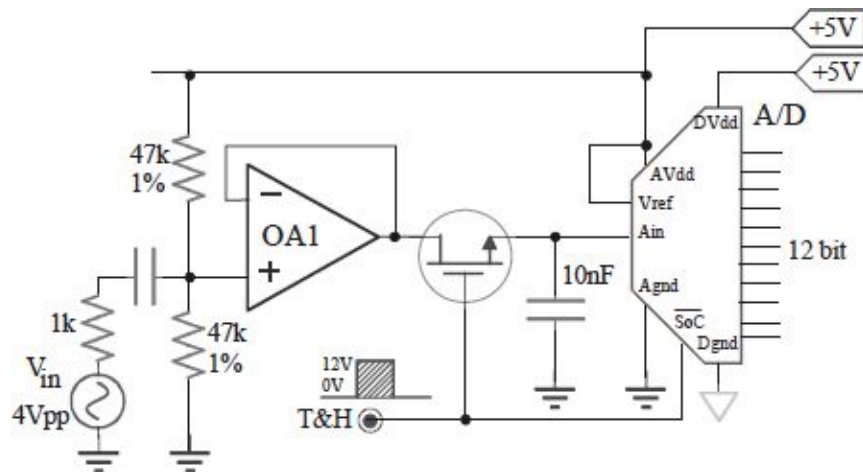 +5V
+5V
A/D
DVdd
47k
1%
AVdd
Vref
OA1
Ain
12 bit
10nF
Agnd
1k
47k
1%
SoC
Dgnd
Vin
4Vpp
12V
0V
T&H